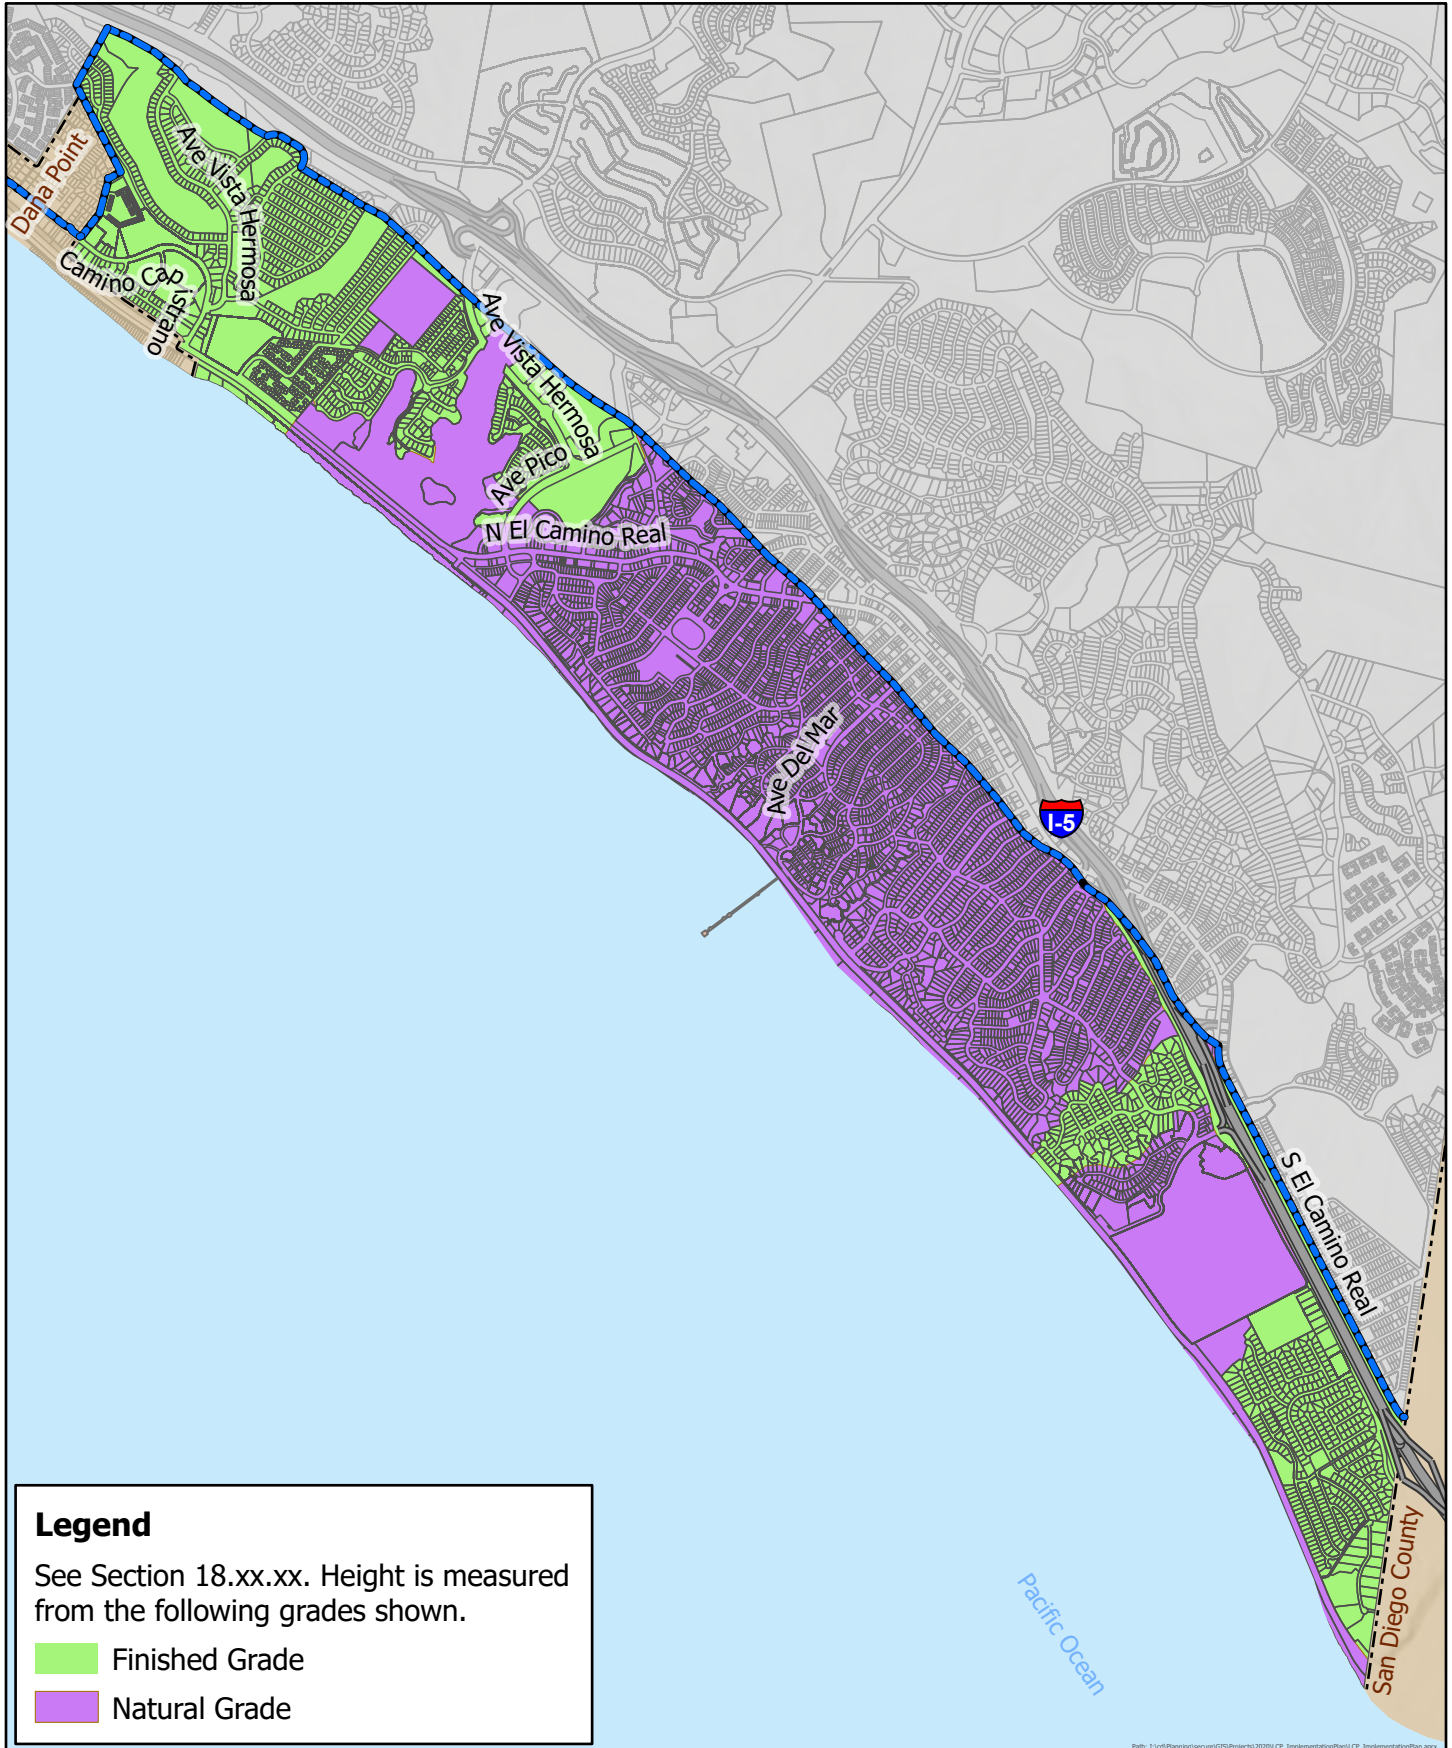 Dana Point
Ave Vista Hermosa
Camino Capistrano
Ave Vista Hermosa
Ave Pico
N El Camino Real
Ave Del Mar
I-5
S El Camino Real
San Diego County
Pacific Ocean
Legend
See Section 18.xx.xx. Height is measured
from the following grades shown.
Finished Grade
Natural Grade